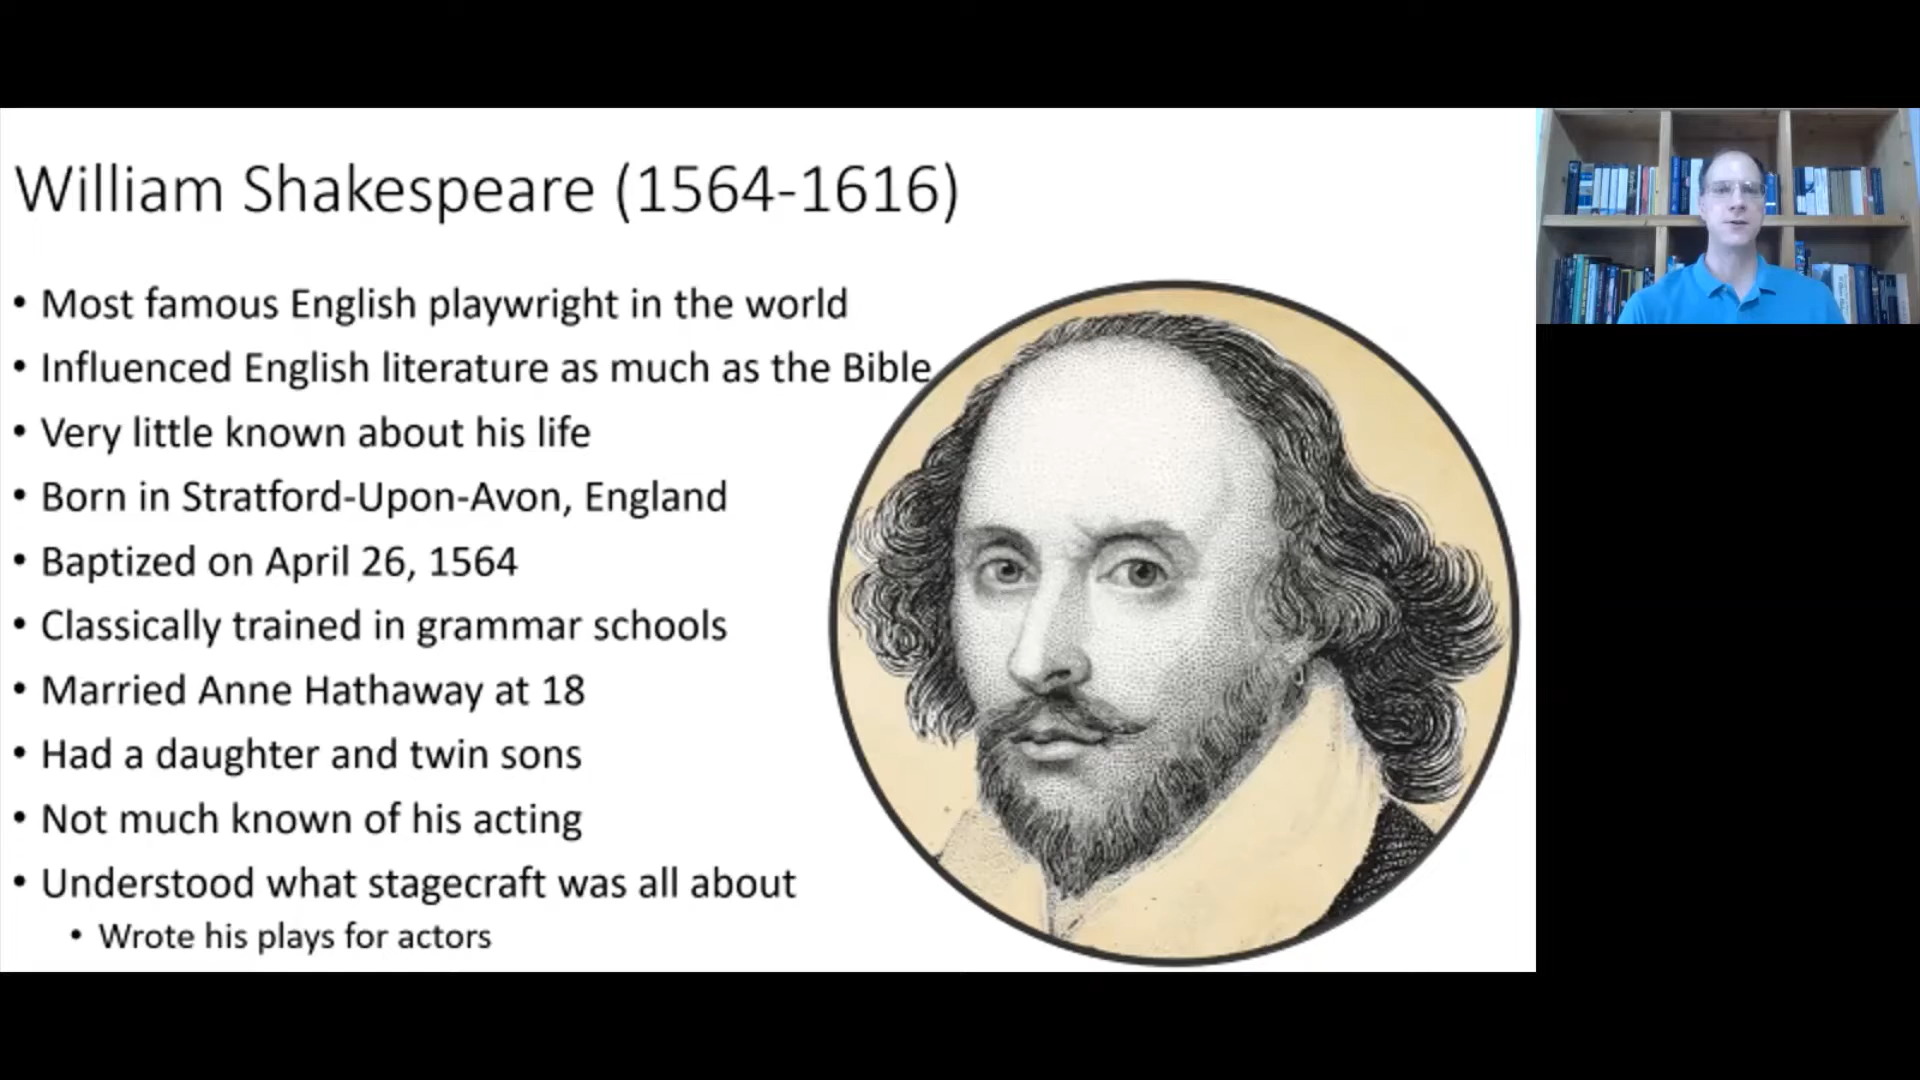 William Shakespeare (1564-1616)
• Most famous English playwright in the world
• Influenced English literature as much as the Bible
• Very little known about his life
• Born in Stratford-Upon-Avon, England
• Baptized on April 26, 1564
• Classically trained in grammar schools
• Married Anne Hathaway at 18
• Had a daughter and twin sons
• Not much known of his acting
• Understood what stagecraft was all about
• Wrote his plays for actors